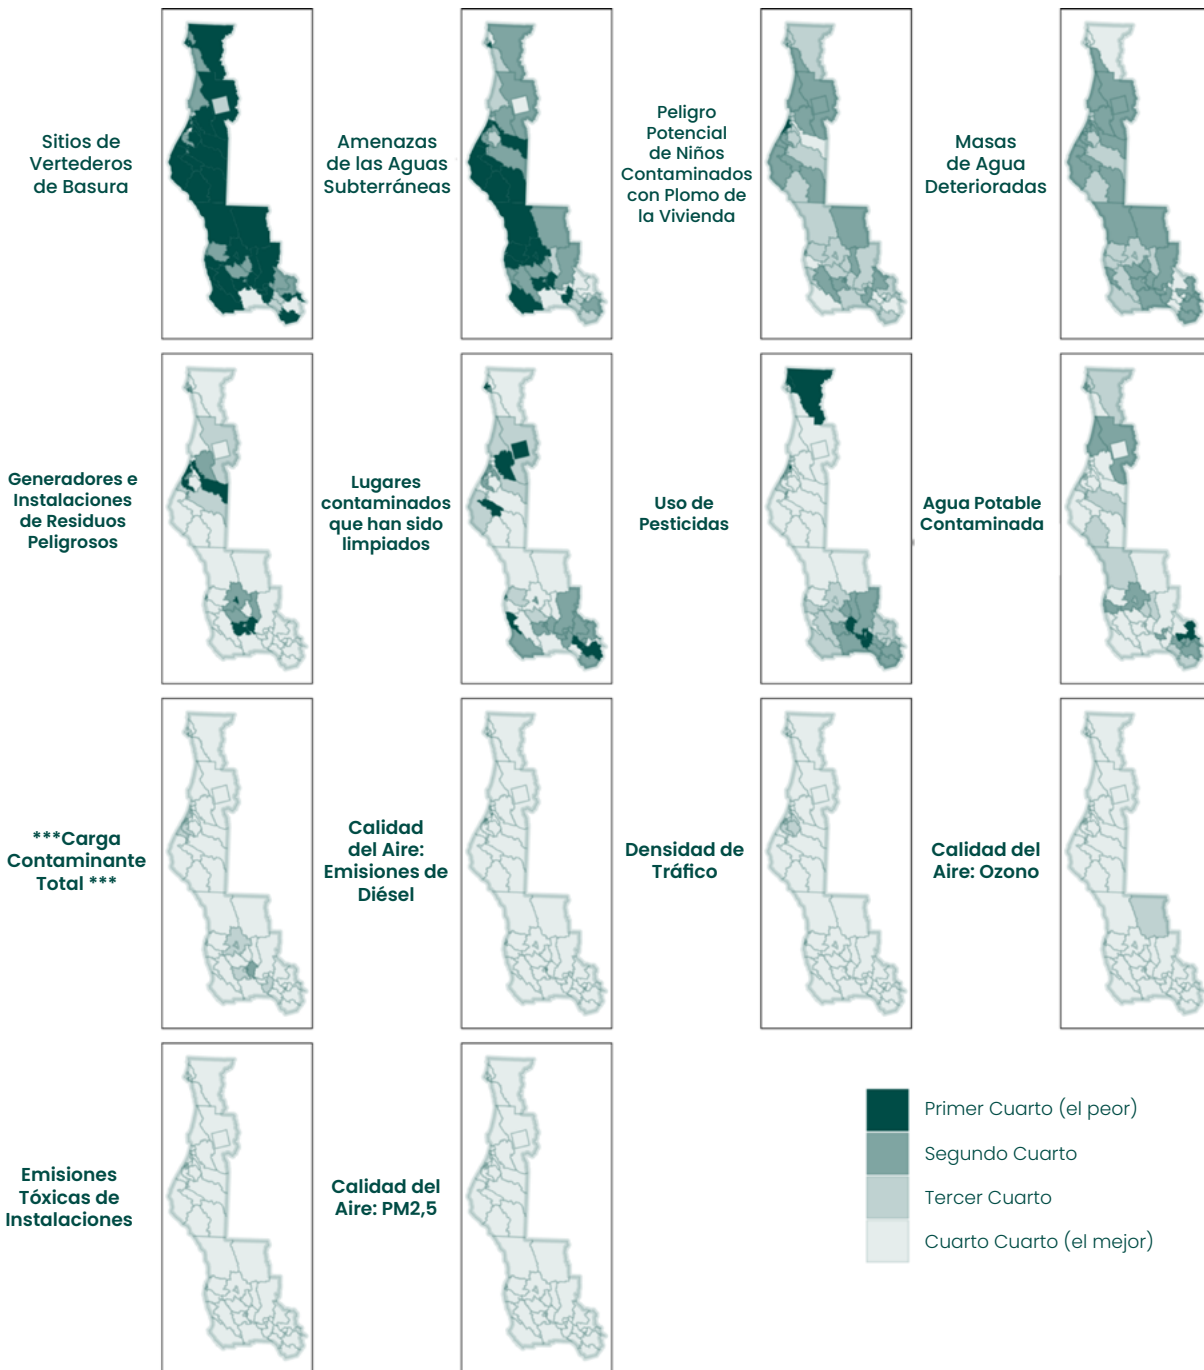 Sitios de
Vertederos
de Basura
Amenazas
de las Aguas
Subterráneas
Peligro
Potencial
de Niños
Contaminados
con Plomo de
la Vivienda
Masas
de Agua
Deterioradas
Generadores e
Instalaciones
de Residuos
Peligrosos
Lugares
contaminados
que han sido
limpiados
Uso de
Pesticidas
Agua Potable
Contaminada
***Carga
Contaminante
Total ***
Calidad
del Aire:
Emisiones de
Diésel
Densidad de
Tráfico
Calidad del
Aire: Ozono
Emisiones
Tóxicas de
Instalaciones
Calidad del
Aire: PM2,5
Primer Cuarto (el peor)
Segundo Cuarto
Tercer Cuarto
Cuarto Cuarto (el mejor)